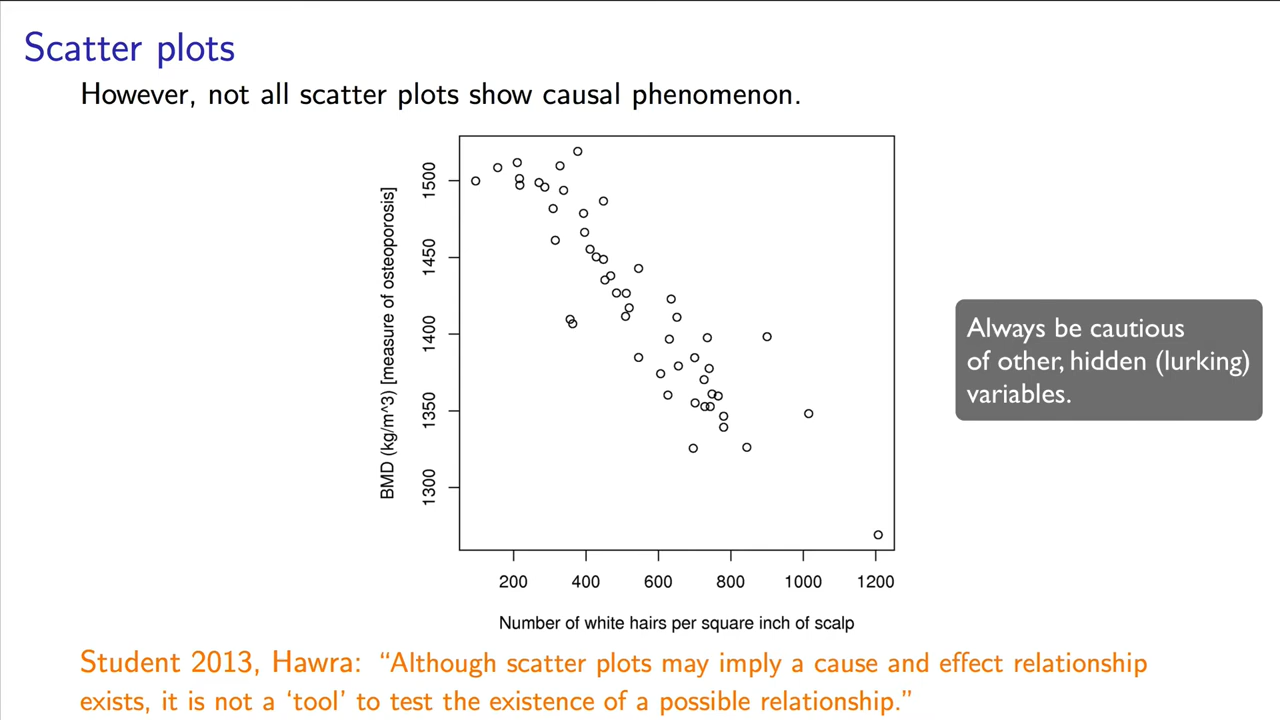 Scatter plots
However, not all scatter plots show causal phenomenon.
BMD (kg/m^3) [measure of osteoporosis]
1500
1450
1400
1350
1300
200 400 600 800 1000 1200
Number of white hairs per square inch of scalp
Always be cautious
of other, hidden (lurking)
variables.
Student 2013, Hawra: “Although scatter plots may imply a cause and effect relationship
exists, it is not a ‘tool’ to test the existence of a possible relationship.”